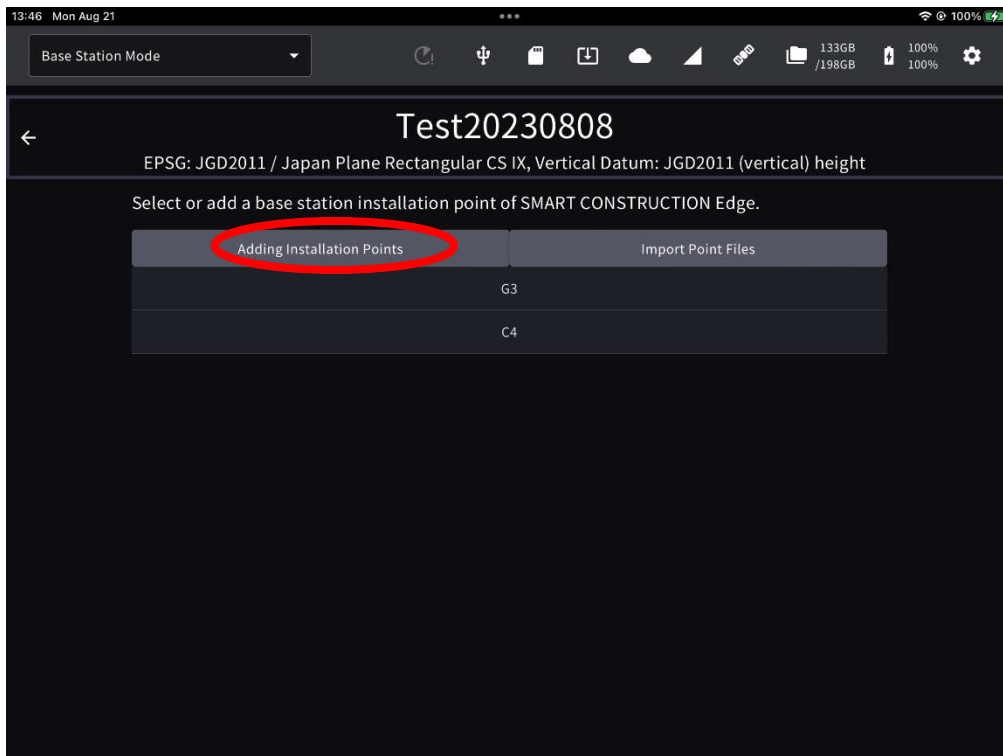 13:46 Mon Aug 21
100%
Base Station Mode
133GB
/198GB
100%
100%
Test20230808
EPSG: JGD2011 / Japan Plane Rectangular CS IX, Vertical Datum: JGD2011 (vertical) height
Select or add a base station installation point of SMART CONSTRUCTION Edge.
Adding Installation Points
Import Point Files
G3
C4